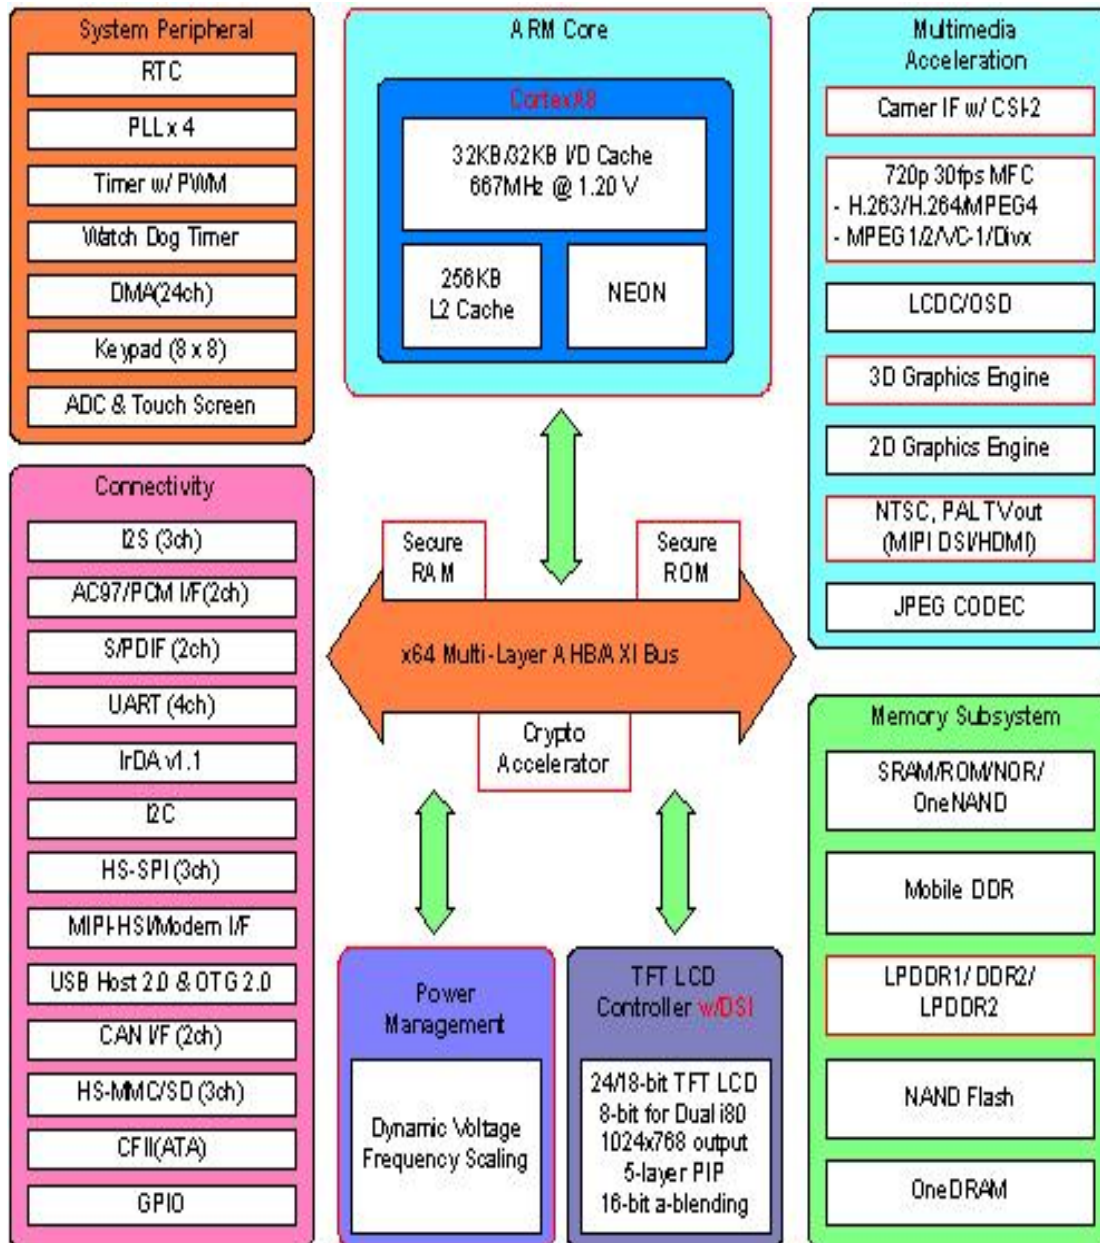 System Peripheral
RTC
PLL x 4
Timer w/ PWM
Watch Dog Timer
DMA(24ch)
Keypad (8 x 8)
ADC & Touch Screen
Connectivity
I2S (3ch)
AC97/PCM I/F(2ch)
S/PDIF (2ch)
UART (4ch)
IrDA v1.1
I2C
HS-SPI (3ch)
MIPI-HSI/Modem I/F
USB Host 2.0 & OTG 2.0
CAN I/F (2ch)
HS-MMC/SD (3ch)
CFII(ATA)
GPIO
ARM Core
CortexA8
32KB/32KB I/D Cache
667MHz @ 1.20 V
256KB
L2 Cache
NEON
Secure
RAM
Secure
ROM
x64 Multi-Layer AHB/AXI Bus
Crypto
Accelerator
Power
Management
Dynamic Voltage
Frequency Scaling
TFT LCD
Controller w/DSI
24/18-bit TFT LCD
8-bit for Dual i80
1024x768 output
5-layer PIP
16-bit a-blending
Multimedia
Acceleration
Camer IF w/ CSI-2
720p 30fps MFC
- H.263/H.264/MPEG4
- MPEG1/2/VC-1/Divx
LCDC/OSD
3D Graphics Engine
2D Graphics Engine
NTSC, PAL TVout
(MIPI DSI/HDMI)
JPEG CODEC
Memory Subsystem
SRAM/ROM/NOR/
OneNAND
Mobile DDR
LPDDR1/ DDR2/
LPDDR2
NAND Flash
OneDRAM